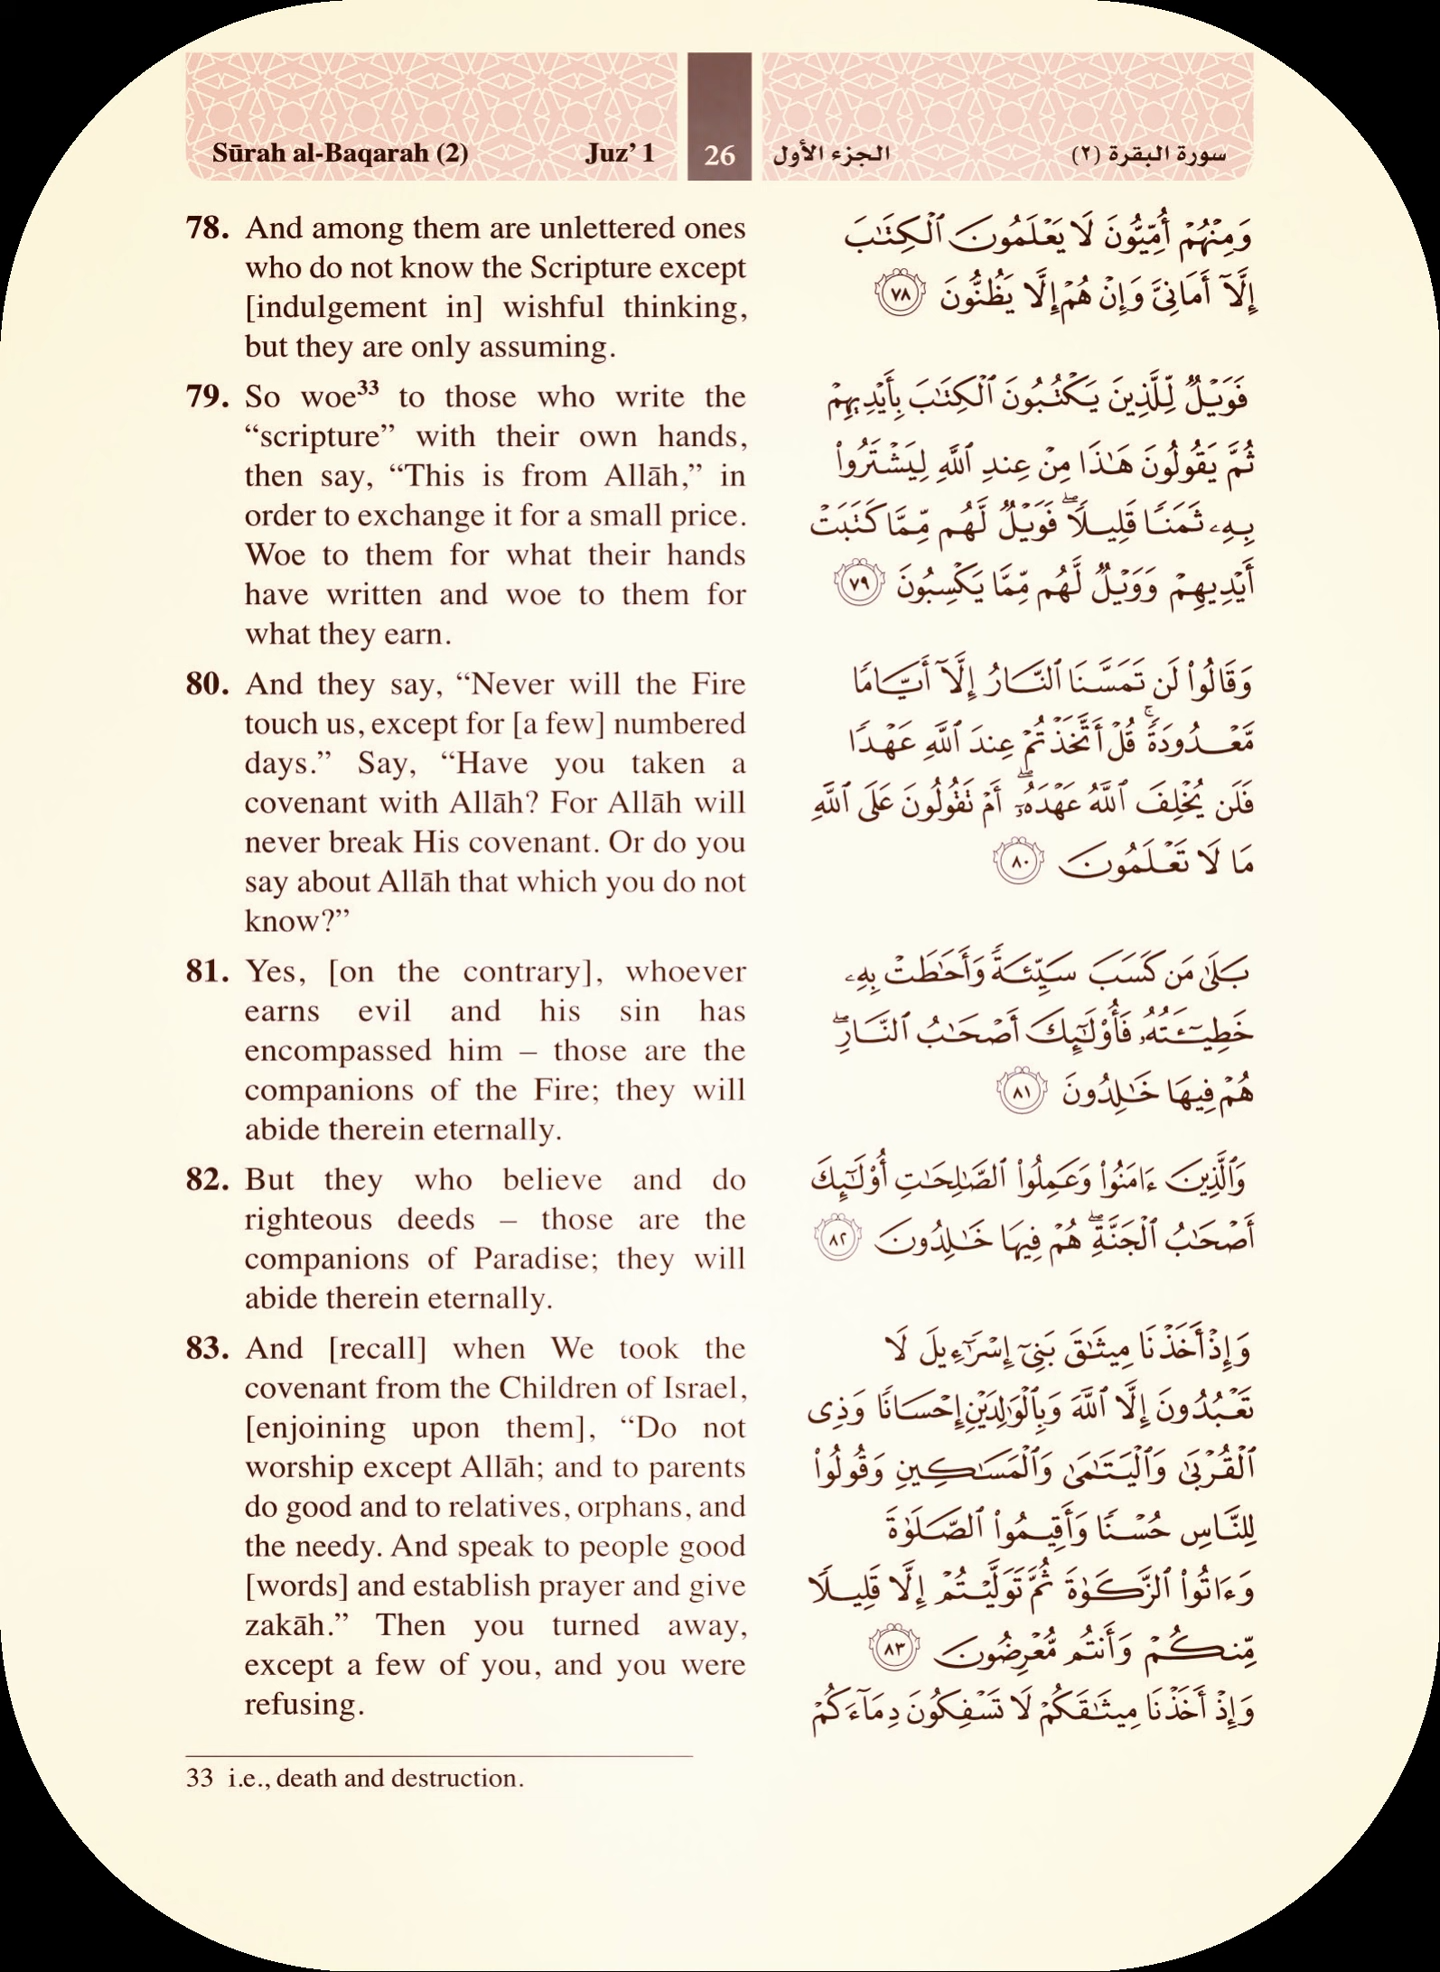 Sūrah al-Baqarah (2) Juz’ 1 26 الجزء الأول سورة البقرة (٢)
78. And among them are unlettered ones
who do not know the Scripture except
[indulgement in] wishful thinking,
but they are only assuming.
79. So woe33 to those who write the
“scripture” with their own hands,
then say, “This is from Allāh,” in
order to exchange it for a small price.
Woe to them for what their hands
have written and woe to them for
what they earn.
80. And they say, “Never will the Fire
touch us, except for [a few] numbered
days.” Say, “Have you taken a
covenant with Allāh? For Allāh will
never break His covenant. Or do you
say about Allāh that which you do not
know?”
81. Yes, [on the contrary], whoever
earns evil and his sin has
encompassed him – those are the
companions of the Fire; they will
abide therein eternally.
82. But they who believe and do
righteous deeds – those are the
companions of Paradise; they will
abide therein eternally.
83. And [recall] when We took the
covenant from the Children of Israel,
[enjoining upon them], “Do not
worship except Allāh; and to parents
do good and to relatives, orphans, and
the needy. And speak to people good
[words] and establish prayer and give
zakāh.” Then you turned away,
except a few of you, and you were
refusing.
وَمِنْهُمْ أُمِّيُّونَ لَا يَعْلَمُونَ ٱلْكِتَٰبَ
إِلَّآ أَمَانِىَّ وَإِنْ هُمْ إِلَّا يَظُنُّونَ ٧٨
فَوَيْلٌ لِّلَّذِينَ يَكْتُبُونَ ٱلْكِتَٰبَ بِأَيْدِيهِمْ
ثُمَّ يَقُولُونَ هَٰذَا مِنْ عِندِ ٱللَّهِ لِيَشْتَرُوا۟
بِهِۦ ثَمَنًا قَلِيلًا ۖ فَوَيْلٌ لَّهُم مِّمَّا كَتَبَتْ
أَيْدِيهِمْ وَوَيْلٌ لَّهُم مِّمَّا يَكْسِبُونَ ٧٩
وَقَالُوا۟ لَن تَمَسَّنَا ٱلنَّارُ إِلَّآ أَيَّامًا
مَّعْدُودَةً ۚ قُلْ أَتَّخَذْتُمْ عِندَ ٱللَّهِ عَهْدًا
فَلَن يُخْلِفَ ٱللَّهُ عَهْدَهُۥٓ ۖ أَمْ تَقُولُونَ عَلَى ٱللَّهِ
مَا لَا تَعْلَمُونَ ٨٠
بَلَىٰ مَن كَسَبَ سَيِّئَةً وَأَحَٰطَتْ بِهِۦ
خَطِيٓـَٔتُهُۥ فَأُو۟لَٰٓئِكَ أَصْحَٰبُ ٱلنَّارِ ۖ
هُمْ فِيهَا خَٰلِدُونَ ٨١
وَٱلَّذِينَ ءَامَنُوا۟ وَعَمِلُوا۟ ٱلصَّٰلِحَٰتِ أُو۟لَٰٓئِكَ
أَصْحَٰبُ ٱلْجَنَّةِ ۖ هُمْ فِيهَا خَٰلِدُونَ ٨٢
وَإِذْ أَخَذْنَا مِيثَٰقَ بَنِىٓ إِسْرَٰٓءِيلَ لَا
تَعْبُدُونَ إِلَّا ٱللَّهَ وَبِٱلْوَٰلِدَيْنِ إِحْسَانًا وَذِى
ٱلْقُرْبَىٰ وَٱلْيَتَٰمَىٰ وَٱلْمَسَٰكِينِ وَقُولُوا۟
لِلنَّاسِ حُسْنًا وَأَقِيمُوا۟ ٱلصَّلَوٰةَ
وَءَاتُوا۟ ٱلزَّكَوٰةَ ثُمَّ تَوَلَّيْتُمْ إِلَّا قَلِيلًا
مِّنكُمْ وَأَنتُم مُّعْرِضُونَ ٨٣
وَإِذْ أَخَذْنَا مِيثَٰقَكُمْ لَا تَسْفِكُونَ دِمَآءَكُمْ
33 i.e., death and destruction.